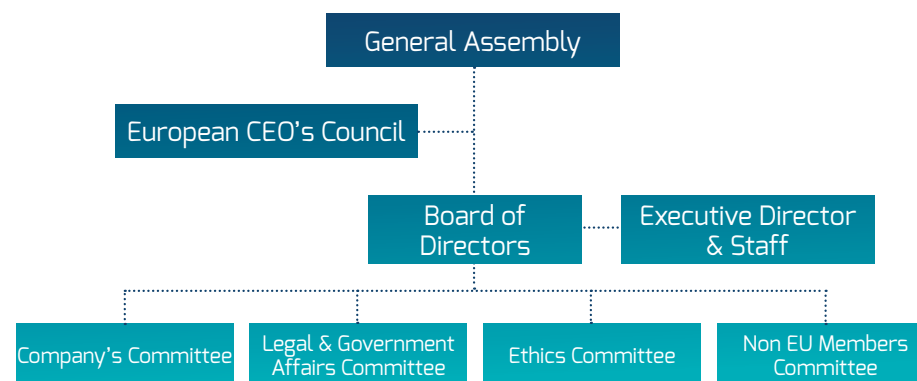 General Assembly
European CEO's Council
Board of
Directors
Executive Director
& Staff
Company's Committee
Legal & Government
Affairs Committee
Ethics Committee
Non EU Members
Committee